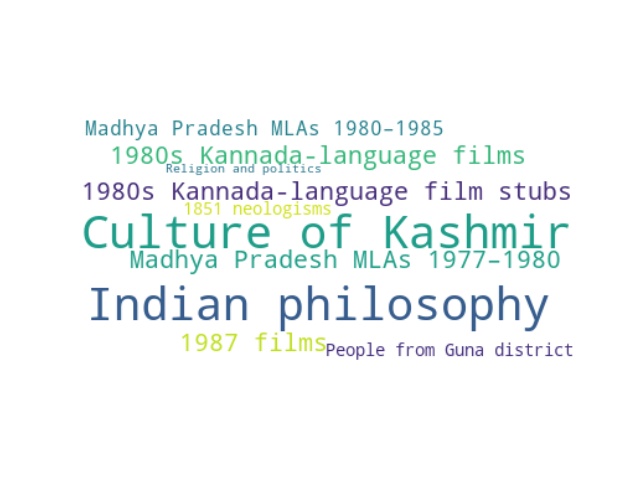 Madhya Pradesh MLAs 1980–1985
1980s Kannada-language films
Religion and politics
1980s Kannada-language film stubs
1851 neologisms
Culture of Kashmir
Madhya Pradesh MLAs 1977–1980
Indian philosophy
1987 films
People from Guna district